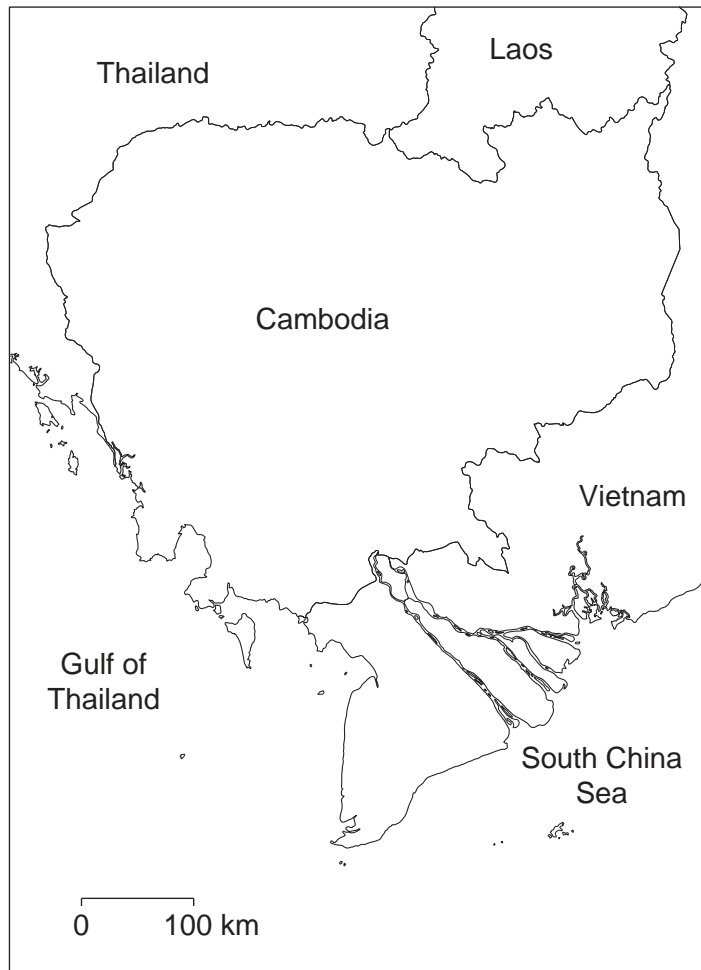 Laos
Thailand
Cambodia
Vietnam
Gulf of
Thailand
South China
Sea
0 100 km